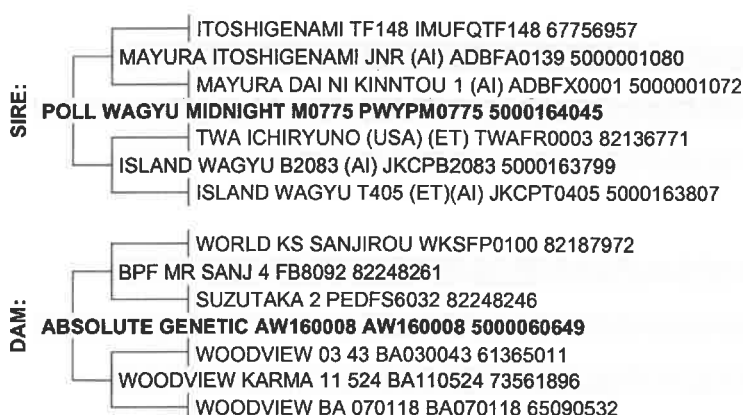 ITOSHIGENAMI TF148 IMUFQTF148 67756957
MAYURA ITOSHIGENAMI JNR (AI) ADBFA0139 5000001080
MAYURA DAI NI KINNTOU 1 (AI) ADBFX0001 5000001072
SIRE:
POLL WAGYU MIDNIGHT M0775 PWYPM0775 5000164045
TWA ICHIRYUNO (USA) (ET) TWAFR0003 82136771
ISLAND WAGYU B2083 (AI) JKCPB2083 5000163799
ISLAND WAGYU T405 (ET)(AI) JKCPT0405 5000163807
WORLD KS SANJIROU WKSFP0100 82187972
BPF MR SANJ 4 FB8092 82248261
SUZUTAKA 2 PEDFS6032 82248246
DAM:
ABSOLUTE GENETIC AW160008 AW160008 5000060649
WOODVIEW 03 43 BA030043 61365011
WOODVIEW KARMA 11 524 BA110524 73561896
WOODVIEW BA 070118 BA070118 65090532